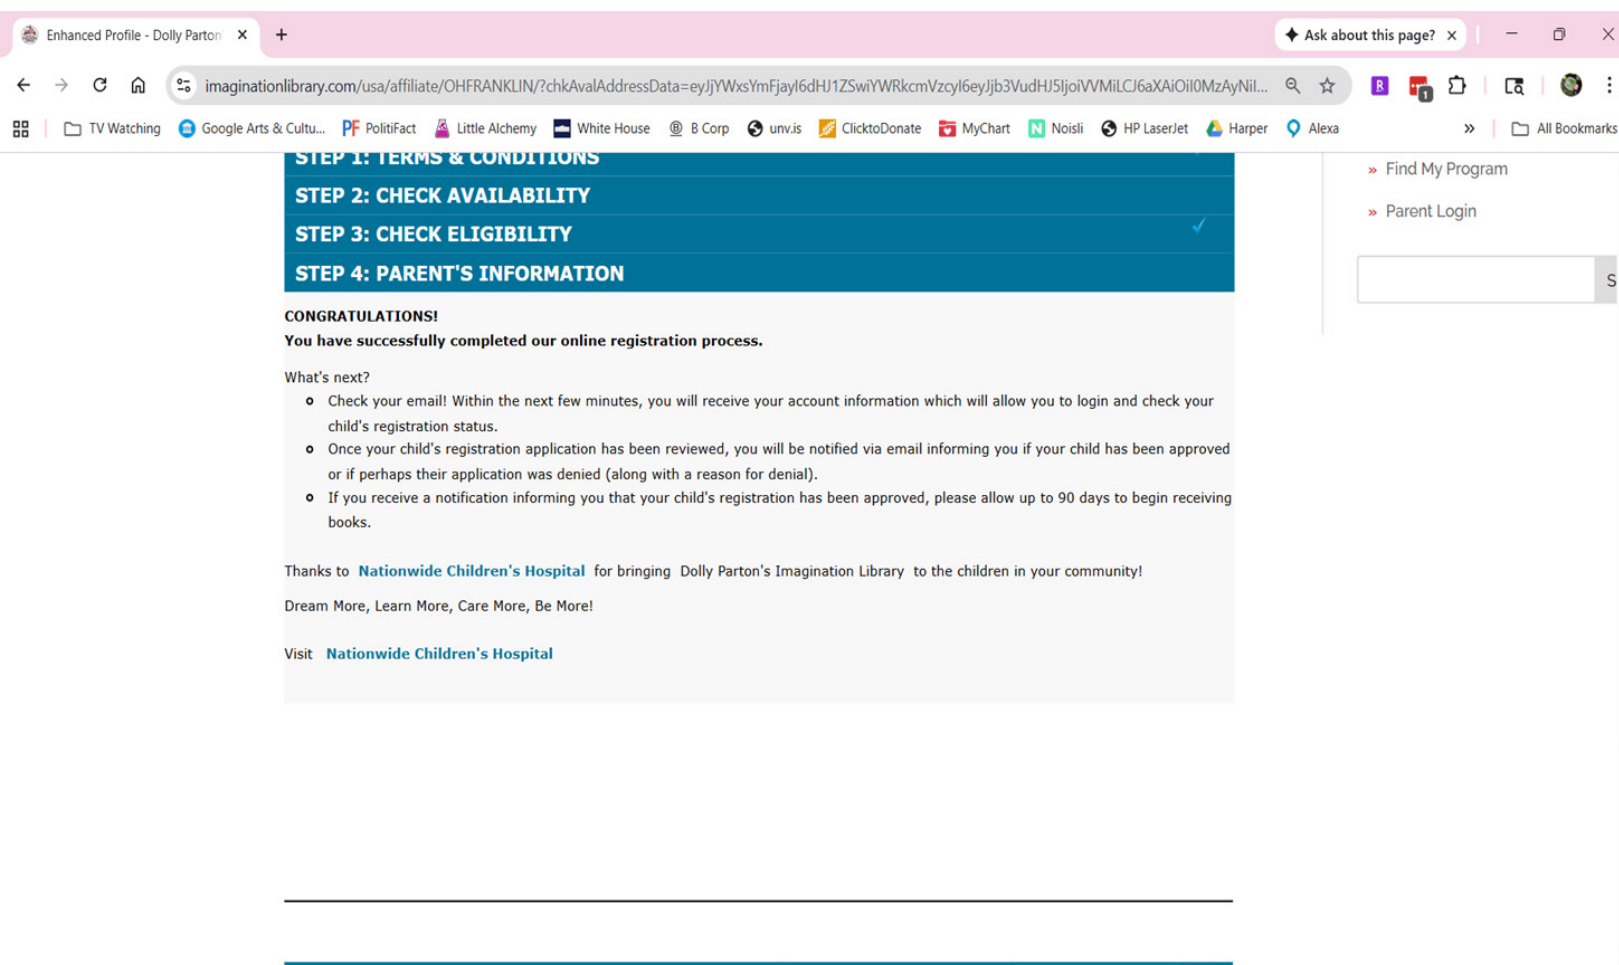 Enhanced Profile - Dolly Parton
Ask about this page?
imaginationlibrary.com/usa/affiliate/OHFRANKLIN/?chkAvalAddressData=eyJjYWxsYmFjayI6dHJ1ZSwiYWRkcmVzcyI6eyJjb3VudHJ5IjoiVVMiLCJ6aXAiOiI0MzAyNiI...
1
TV Watching Google Arts & Cultu... PF PolitiFact Little Alchemy White House B Corp unv.is ClicktoDonate MyChart N Noisli HP LaserJet Harper Alexa » All Bookmarks
STEP 1: TERMS & CONDITIONS
» Find My Program
STEP 2: CHECK AVAILABILITY
» Parent Login
STEP 3: CHECK ELIGIBILITY
STEP 4: PARENT'S INFORMATION
S
CONGRATULATIONS!
You have successfully completed our online registration process.
What's next?
Check your email! Within the next few minutes, you will receive your account information which will allow you to login and check your
child's registration status.
Once your child's registration application has been reviewed, you will be notified via email informing you if your child has been approved
or if perhaps their application was denied (along with a reason for denial).
If you receive a notification informing you that your child's registration has been approved, please allow up to 90 days to begin receiving
books.
Thanks to Nationwide Children's Hospital for bringing Dolly Parton's Imagination Library to the children in your community!
Dream More, Learn More, Care More, Be More!
Visit Nationwide Children's Hospital